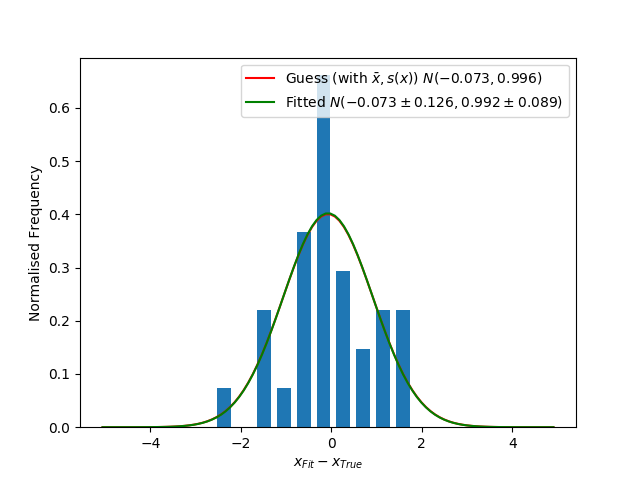 Guess (with x̄, s(x)) N(−0.073, 0.996)
Fitted N(−0.073 ± 0.126, 0.992 ± 0.089)
Normalised Frequency
0.6
0.5
0.4
0.3
0.2
0.1
0.0
−4 −2 0 2 4
x_Fit − x_True